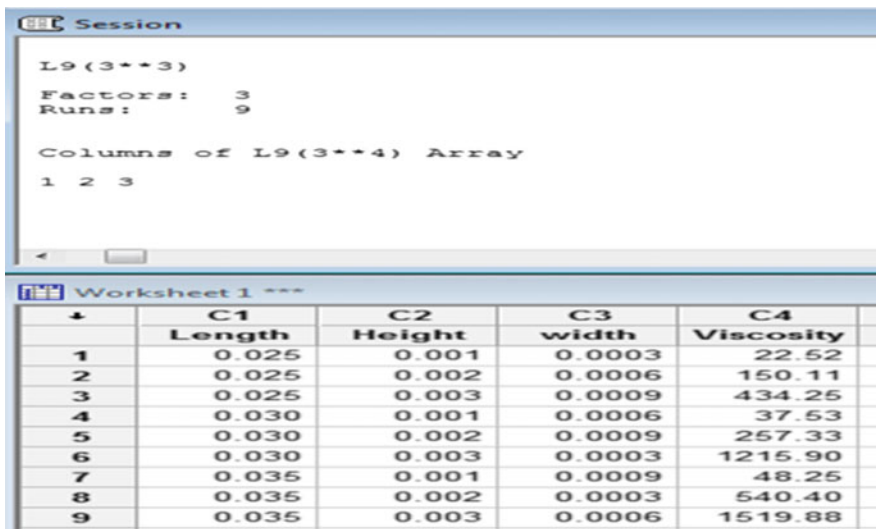 Session
L9(3**3)
Factors: 3
Runs: 9
Columns of L9(3**4) Array
1 2 3
Worksheet 1 ***
C1 C2 C3 C4
Length Height width Viscosity
1 0.025 0.001 0.0003 22.52
2 0.025 0.002 0.0006 150.11
3 0.025 0.003 0.0009 434.25
4 0.030 0.001 0.0006 37.53
5 0.030 0.002 0.0009 257.33
6 0.030 0.003 0.0003 1215.90
7 0.035 0.001 0.0009 48.25
8 0.035 0.002 0.0003 540.40
9 0.035 0.003 0.0006 1519.88